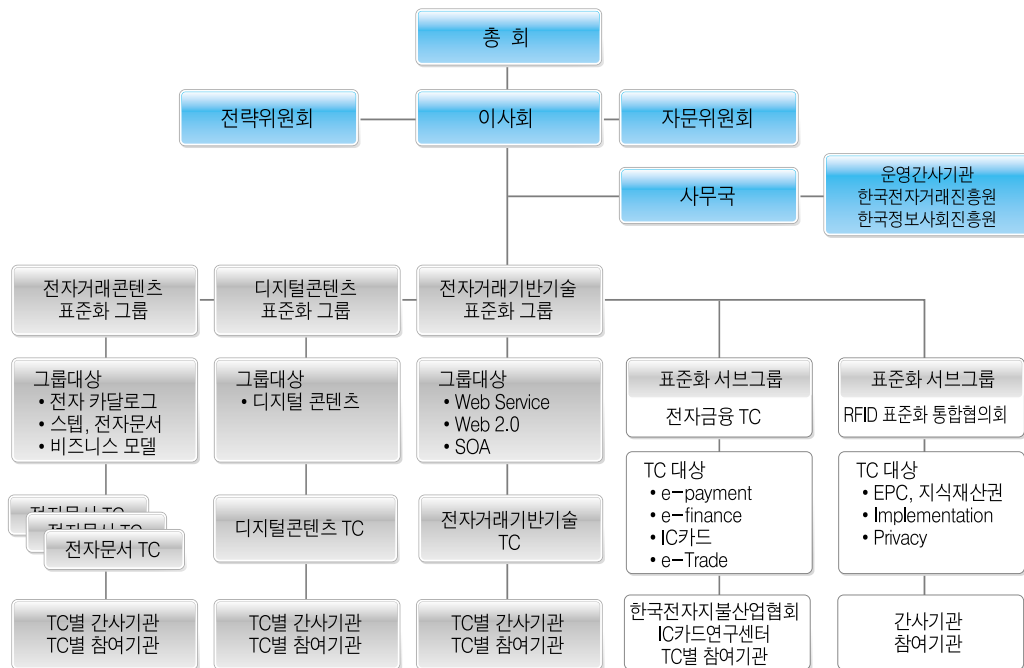 총 회
전략위원회
이사회
자문위원회
사무국
운영간사기관
한국전자거래진흥원
한국정보사회진흥원
전자거래콘텐츠
표준화 그룹
디지털콘텐츠
표준화 그룹
전자거래기반기술
표준화 그룹
그룹대상
• 전자 카달로그
• 스텝, 전자문서
• 비즈니스 모델
그룹대상
• 디지털 콘텐츠
그룹대상
• Web Service
• Web 2.0
• SOA
표준화 서브그룹
전자금융 TC
표준화 서브그룹
RFID 표준화 통합협의회
TC 대상
• e-payment
• e-finance
• IC카드
• e-Trade
TC 대상
• EPC, 지식재산권
• Implementation
• Privacy
전자문서 TC
전자문서 TC
전자문서 TC
디지털콘텐츠 TC
전자거래기반기술
TC
TC별 간사기관
TC별 참여기관
TC별 간사기관
TC별 참여기관
TC별 간사기관
TC별 참여기관
한국전자지불산업협회
IC카드연구센터
TC별 참여기관
간사기관
참여기관